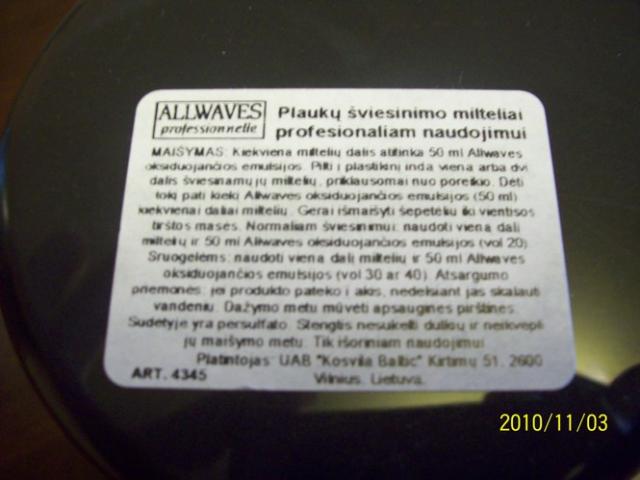 ALLWAVES
professionnelle
Plaukų šviesinimo milteliai
profesionaliam naudojimui
MAIŠYMAS: Kiekviena miltelių dalis atitinka 50 ml Allwaves
oksiduojančios emulsijos. Pilti į plastikinį indą vieną arba dvi
dalis šviesinamųjų miltelių, priklausomai nuo poreikio. Dėti
tokį patį kiekį Allwaves oksiduojančios emulsijos (50 ml)
kiekvienai daliai miltelių. Gerai išmaišyti šepetėliu iki vientisos
tirštos masės. Normaliam šviesinimui: naudoti vieną dalį
miltelių ir 50 ml Allwaves oksiduojančios emulsijos (vol 20).
Sruogelėms: naudoti vieną dalį miltelių ir 50 ml Allwaves
oksiduojančios emulsijos (vol 30 ar 40). Atsargumo
priemonės: jei produkto pateko į akis, nedelsiant jas skalauti
vandeniu. Dažymo metu mūvėti apsaugines pirštines.
Sudėtyje yra persulfato. Stengtis nesukelti dulkių ir neįkvėpti
jų maišymo metu. Tik išoriniam naudojimui
Platintojas: UAB "Kosvita Baltic" Kirtimų 51, 2600
ART. 4345
Vilnius, Lietuva.
2010/11/03